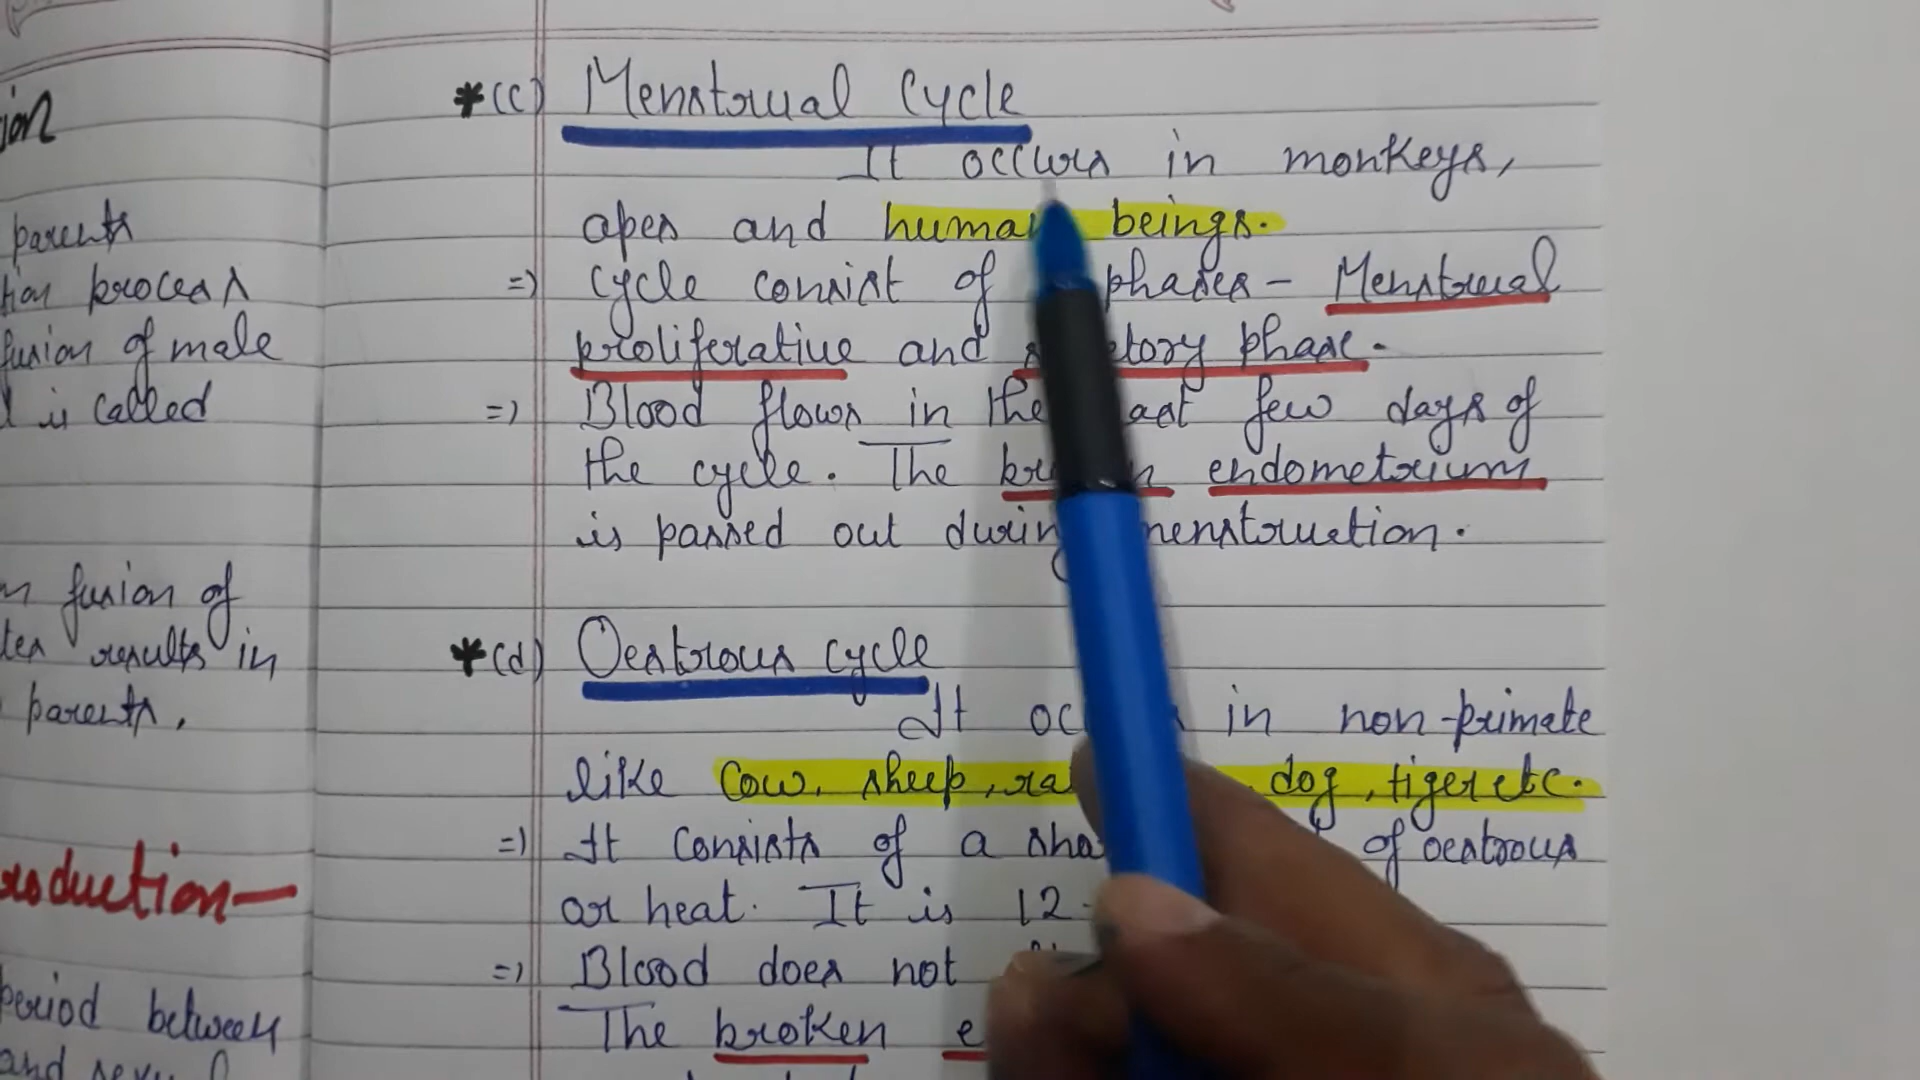 ion
parents
tion process
fusion of male
is called
fusion of
results in
parents,
production—
period between
and
*(c) Menstrual Cycle
It occurs in monkeys,
apes and human beings.
=) Cycle consist of phases - Menstrual
proliferative and phase.
=) Blood flows in the few days of
the cycle. The endometrium
is passed out during menstruation.
*(d) Oestrous cycle
It in non-primate
like Cow, sheep, dog, tiger etc.
=) It consists of a of oestrous
or heat. It is 12-
=) Blood does not
The broken